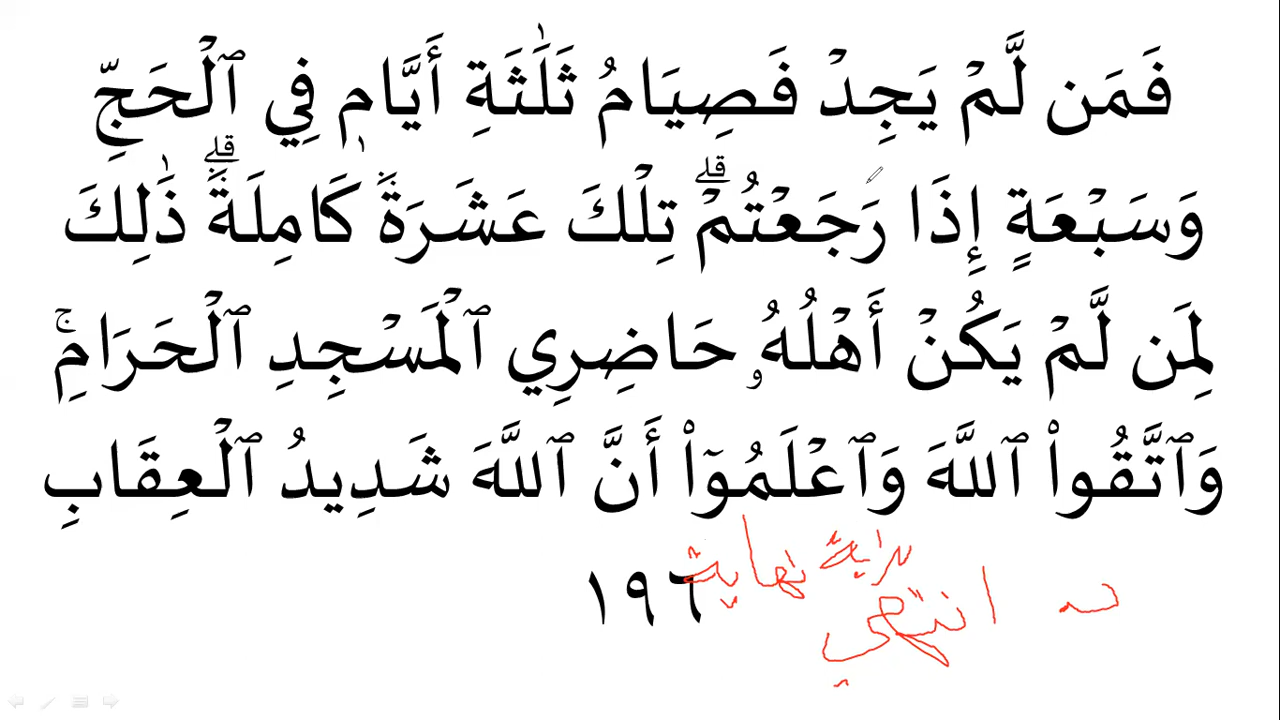 فَمَن لَّمۡ يَجِدۡ فَصِيَامُ ثَلَٰثَةِ أَيَّامٖ فِي ٱلۡحَجِّ
وَسَبۡعَةٍ إِذَا رَجَعۡتُمۡۗ تِلۡكَ عَشَرَةٞ كَامِلَةٞۗ ذَٰلِكَ
لِمَن لَّمۡ يَكُنۡ أَهۡلُهُۥ حَاضِرِي ٱلۡمَسۡجِدِ ٱلۡحَرَامِۚ
وَٱتَّقُواْ ٱللَّهَ وَٱعۡلَمُوٓاْ أَنَّ ٱللَّهَ شَدِيدُ ٱلۡعِقَابِ
بداية نهاية
١٩٦
انتهى